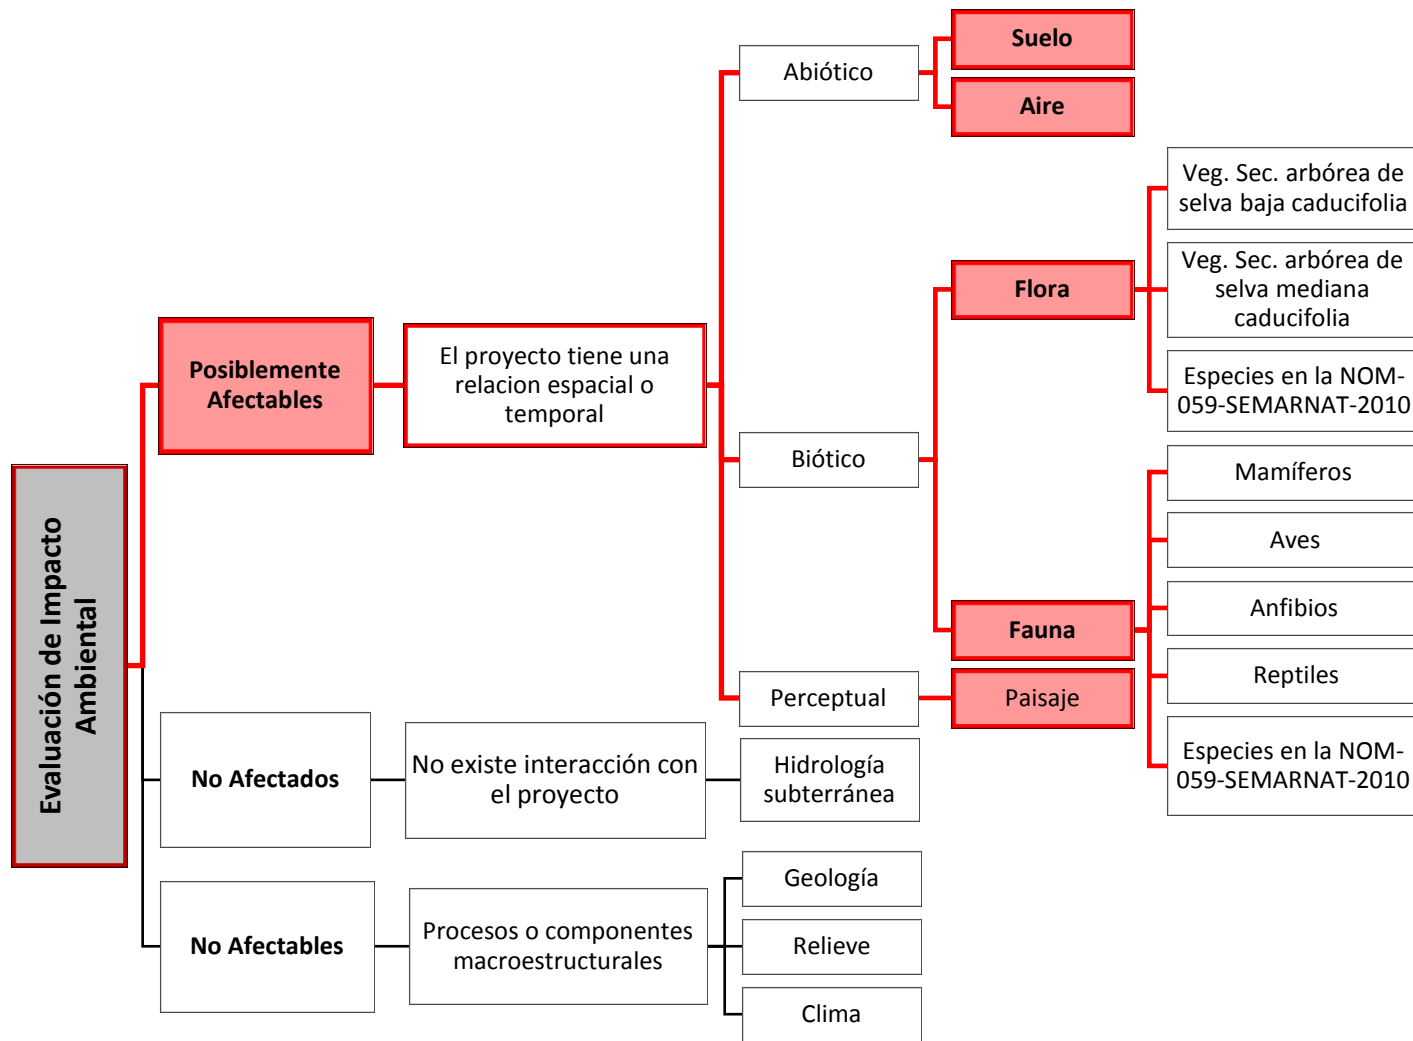 Evaluación de Impacto
Ambiental
Posiblemente
Afectables
El proyecto tiene una
relacion espacial o
temporal
Abiótico
Suelo
Aire
Biótico
Flora
Veg. Sec. arbórea de
selva baja caducifolia
Veg. Sec. arbórea de
selva mediana
caducifolia
Especies en la NOM-
059-SEMARNAT-2010
Fauna
Mamíferos
Aves
Anfibios
Reptiles
Especies en la NOM-
059-SEMARNAT-2010
Perceptual
Paisaje
No Afectados
No existe interacción con
el proyecto
Hidrología
subterránea
No Afectables
Procesos o componentes
macroestructurales
Geología
Relieve
Clima